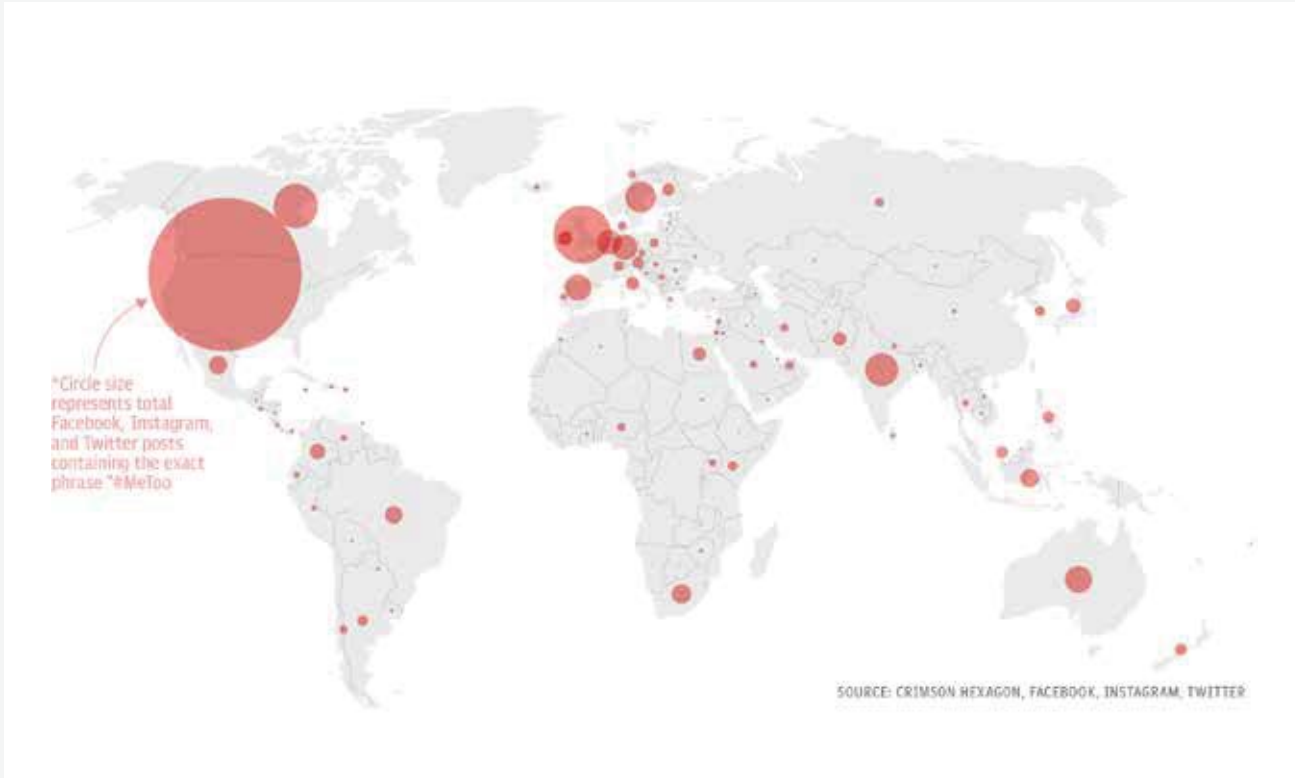 *Circle size
represents total
Facebook, Instagram,
and Twitter posts
containing the exact
phrase "#MeToo
SOURCE: CRIMSON HEXAGON, FACEBOOK, INSTAGRAM, TWITTER